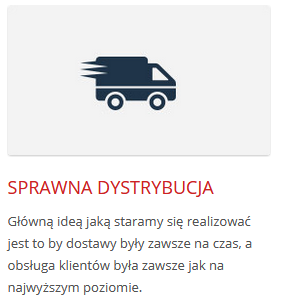 SPRAWNA DYSTRYBUCJA
Główną ideą jaką staramy się realizować
jest to by dostawy były zawsze na czas, a
obsługa klientów była zawsze jak na
najwyższym poziomie.